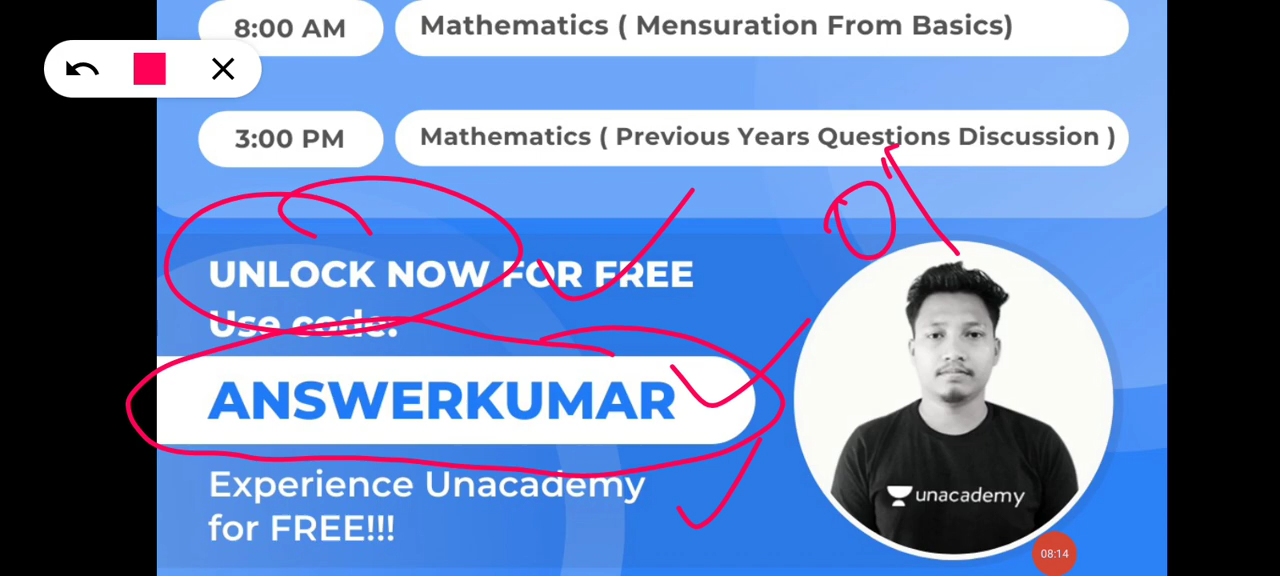 8:00 AM Mathematics ( Mensuration From Basics)
3:00 PM Mathematics ( Previous Years Questions Discussion )
UNLOCK NOW FOR FREE
Use code:
ANSWERKUMAR
Experience Unacademy
for FREE!!!
unacademy
08:14